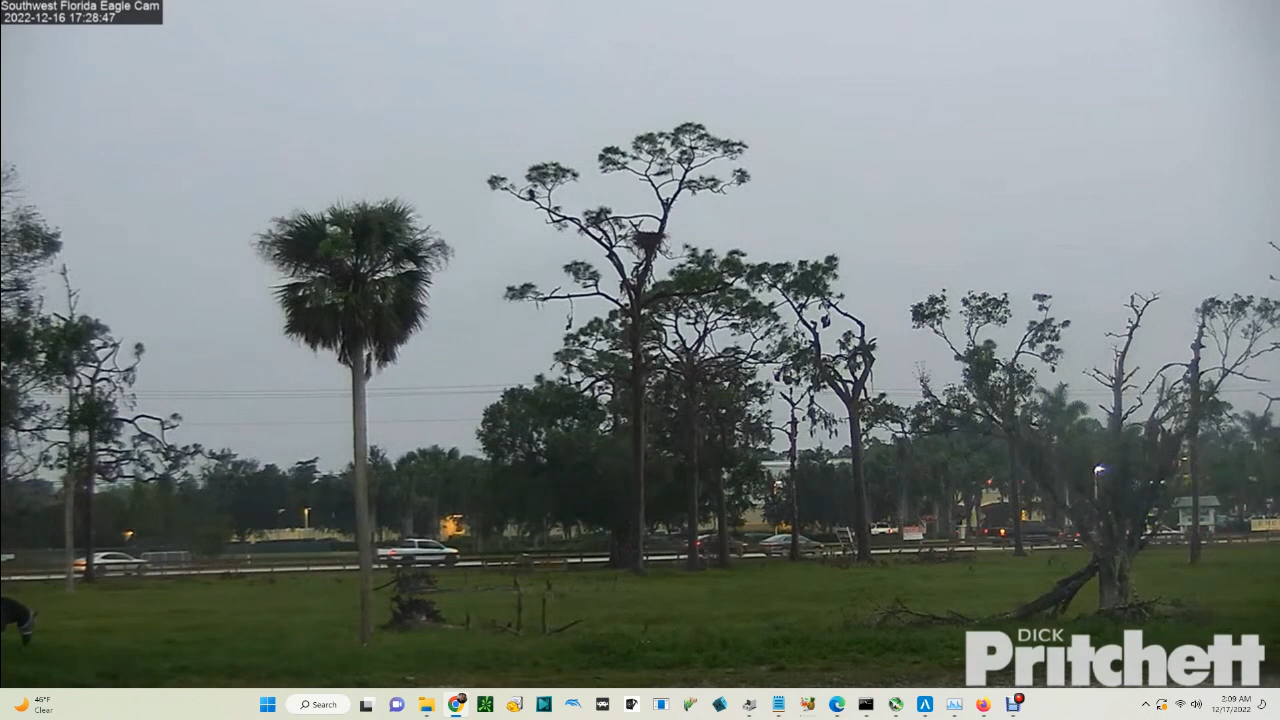 Southwest Florida Eagle Cam
2022-12-16 17:28:47
DICK
Pritchett
46°F
Clear
Search
2:09 AM
12/17/2022